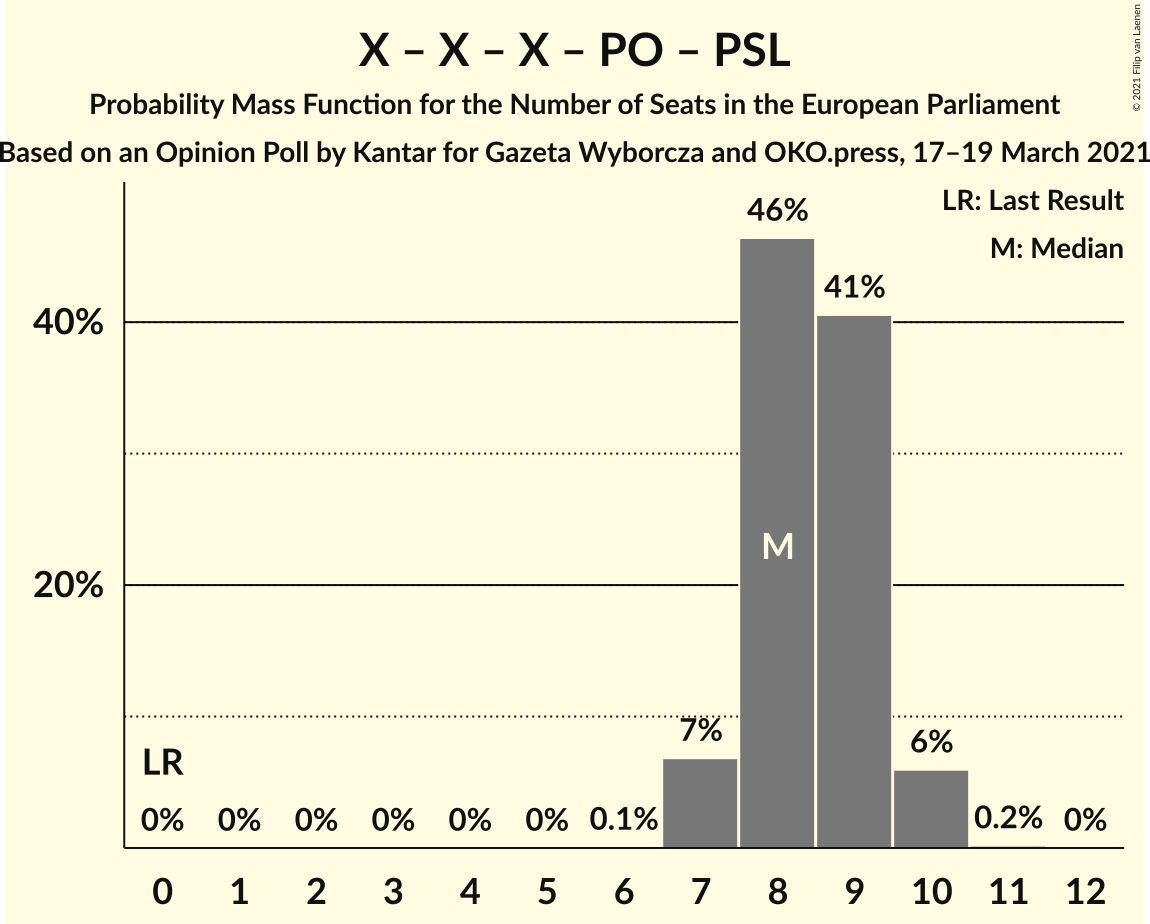 X – X – X – PO – PSL
Probability Mass Function for the Number of Seats in the European Parliament
Based on an Opinion Poll by Kantar for Gazeta Wyborcza and OKO.press, 17–19 March 2021
© 2021 Filip van Laenen
LR: Last Result
M: Median
46%
41%
40%
M
20%
7%
6%
LR
0% 0% 0% 0% 0% 0% 0.1% 0.2% 0%
0 1 2 3 4 5 6 7 8 9 10 11 12